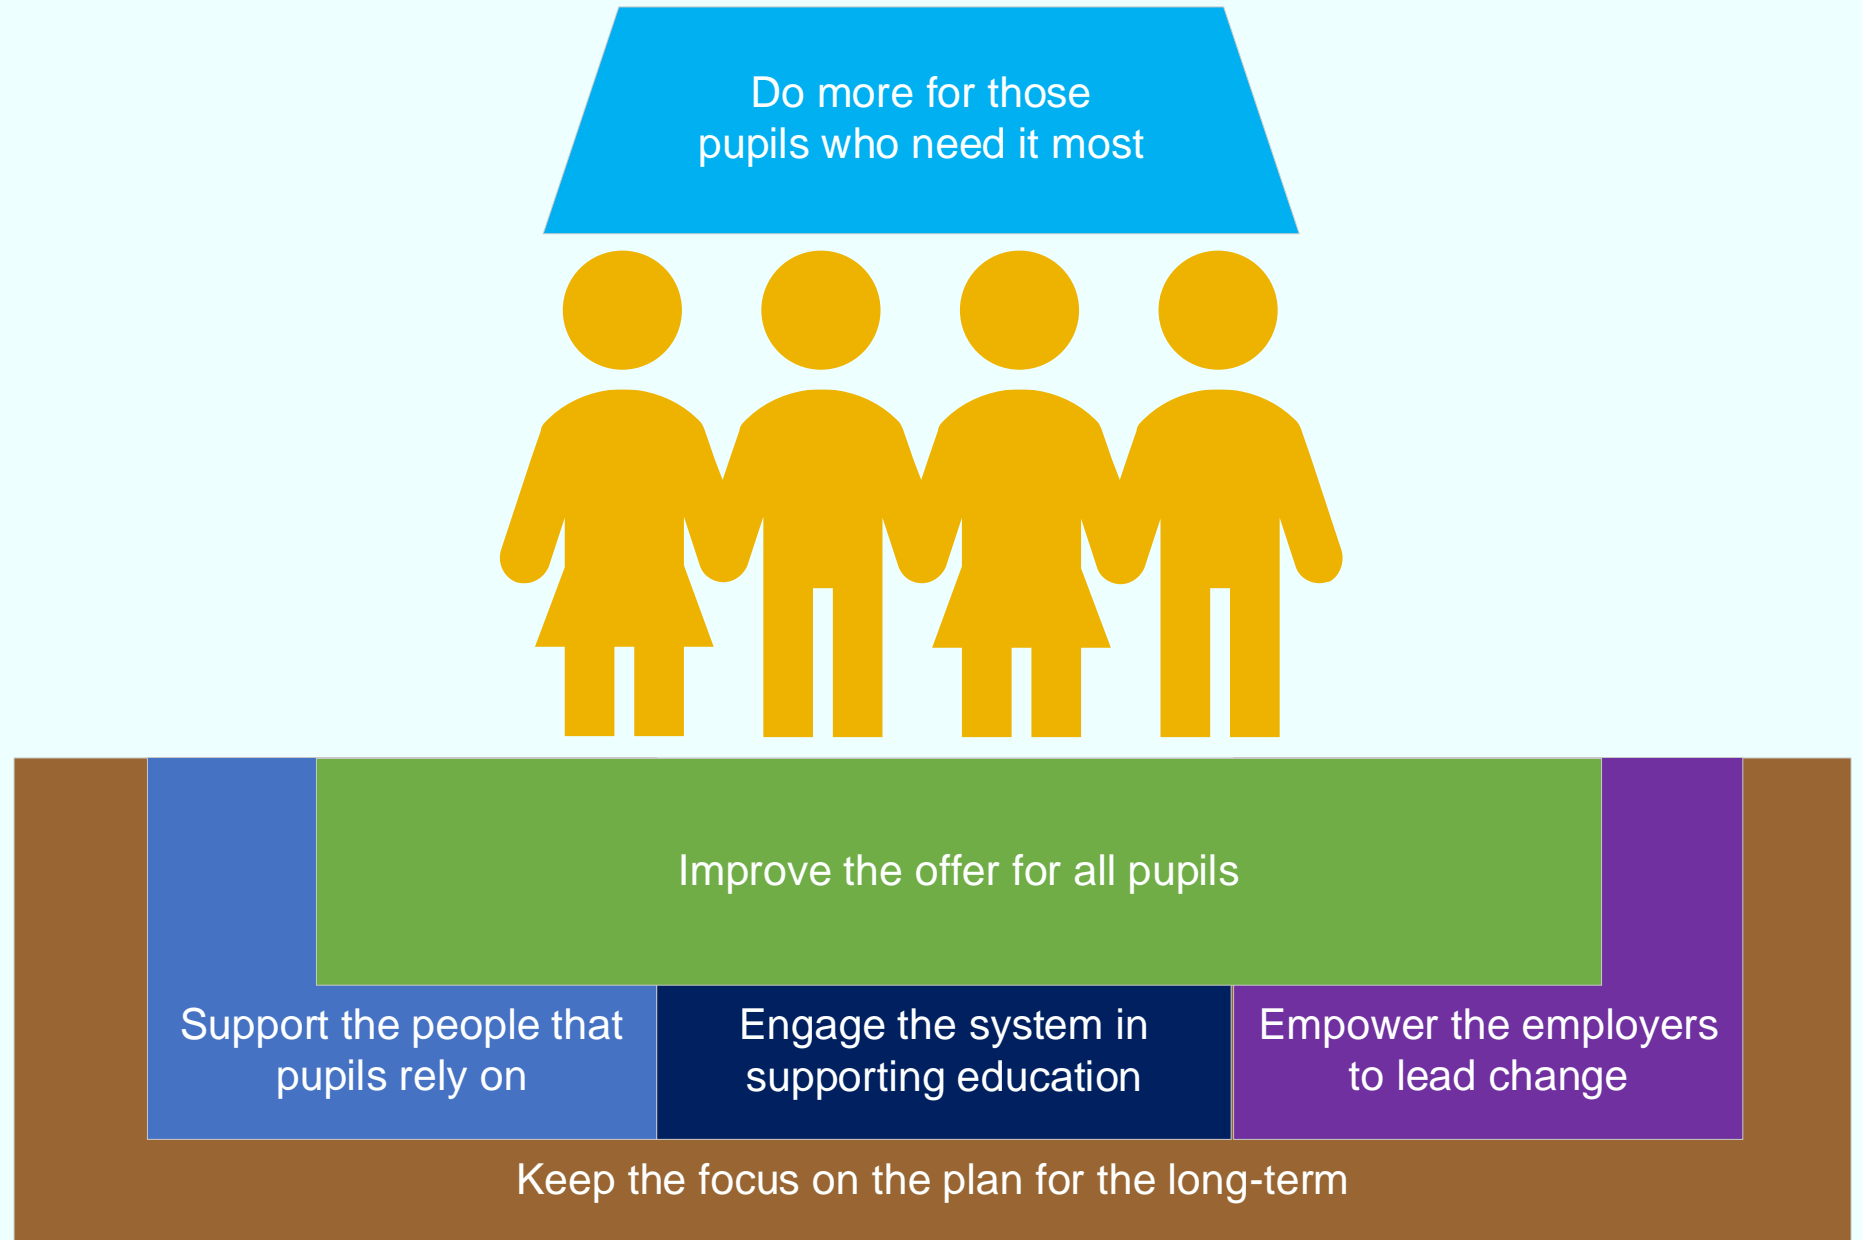 Do more for those
pupils who need it most
Improve the offer for all pupils
Support the people that
pupils rely on
Engage the system in
supporting education
Empower the employers
to lead change
Keep the focus on the plan for the long-term